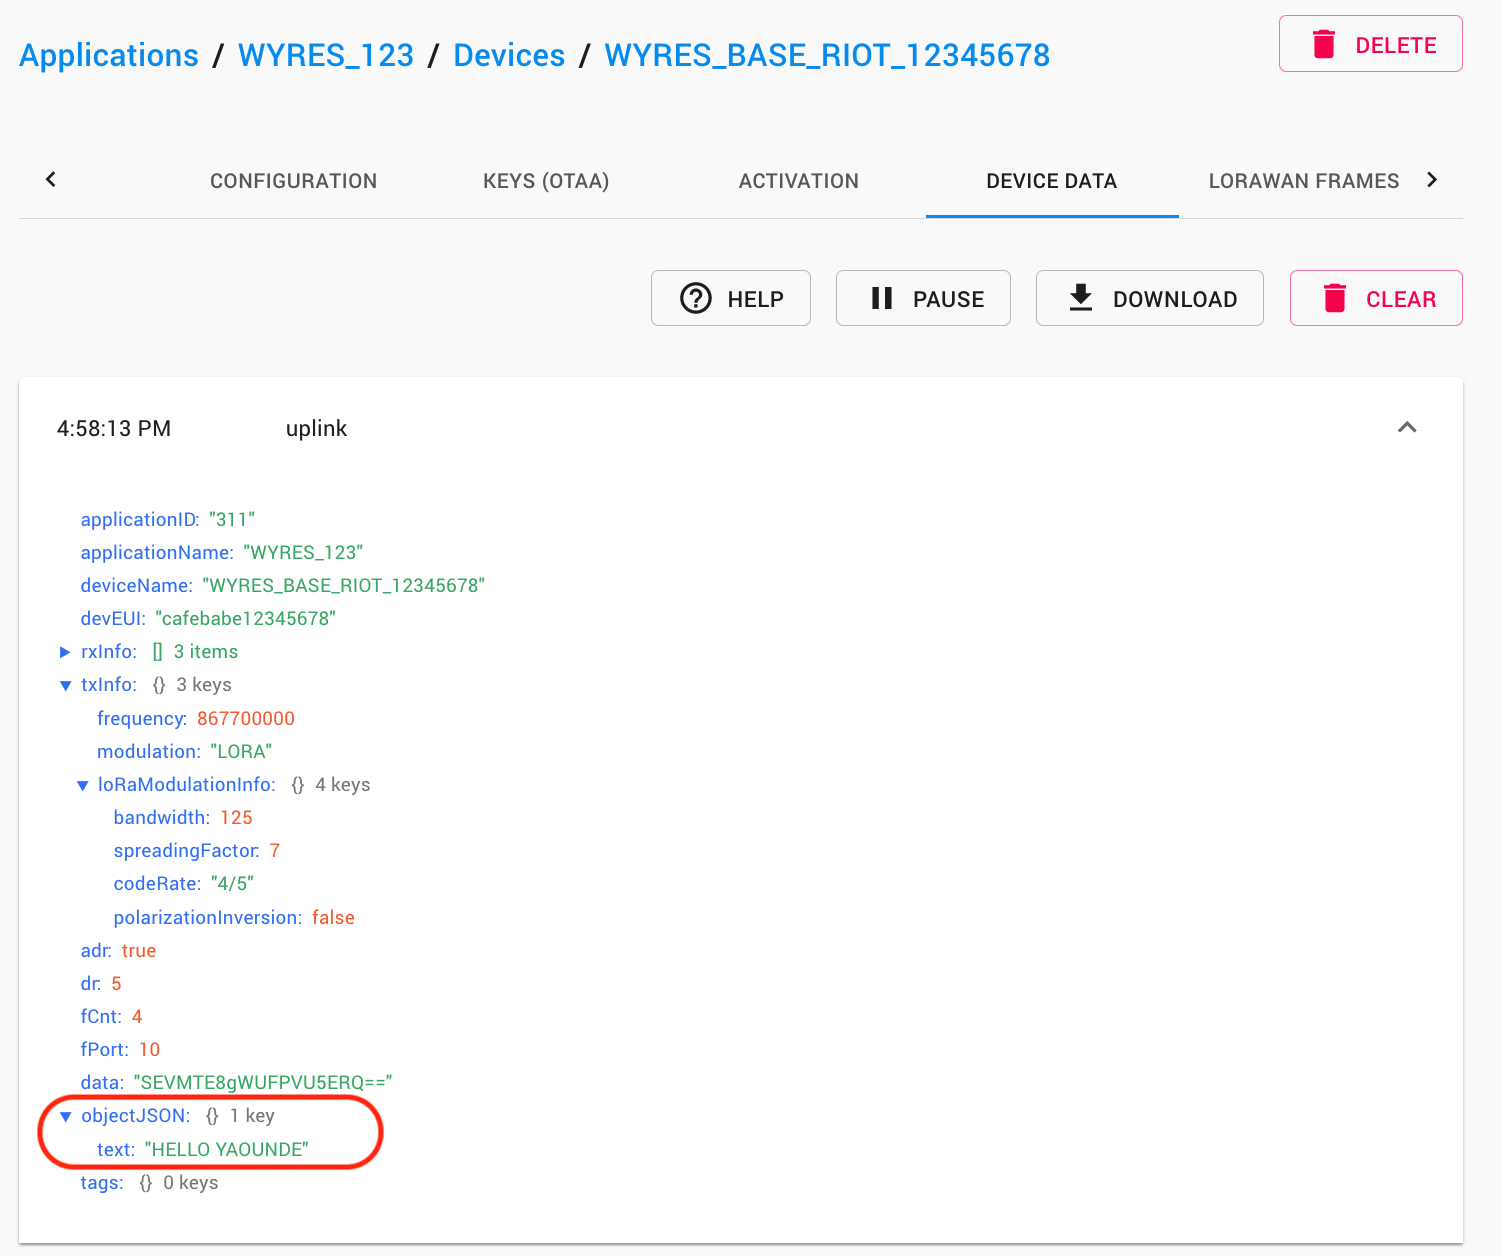 Applications / WYRES_123 / Devices / WYRES_BASE_RIOT_12345678
DELETE
CONFIGURATION KEYS (OTAA) ACTIVATION DEVICE DATA LORAWAN FRAMES
HELP PAUSE DOWNLOAD CLEAR
4:58:13 PM uplink
applicationID: "311"
applicationName: "WYRES_123"
deviceName: "WYRES_BASE_RIOT_12345678"
devEUI: "cafebabe12345678"
rxInfo: [] 3 items
txInfo: {} 3 keys
frequency: 867700000
modulation: "LORA"
loRaModulationInfo: {} 4 keys
bandwidth: 125
spreadingFactor: 7
codeRate: "4/5"
polarizationInversion: false
adr: true
dr: 5
fCnt: 4
fPort: 10
data: "SEVMTE8gWUFPVU5ERQ=="
objectJSON: {} 1 key
text: "HELLO YAOUNDE"
tags: {} 0 keys